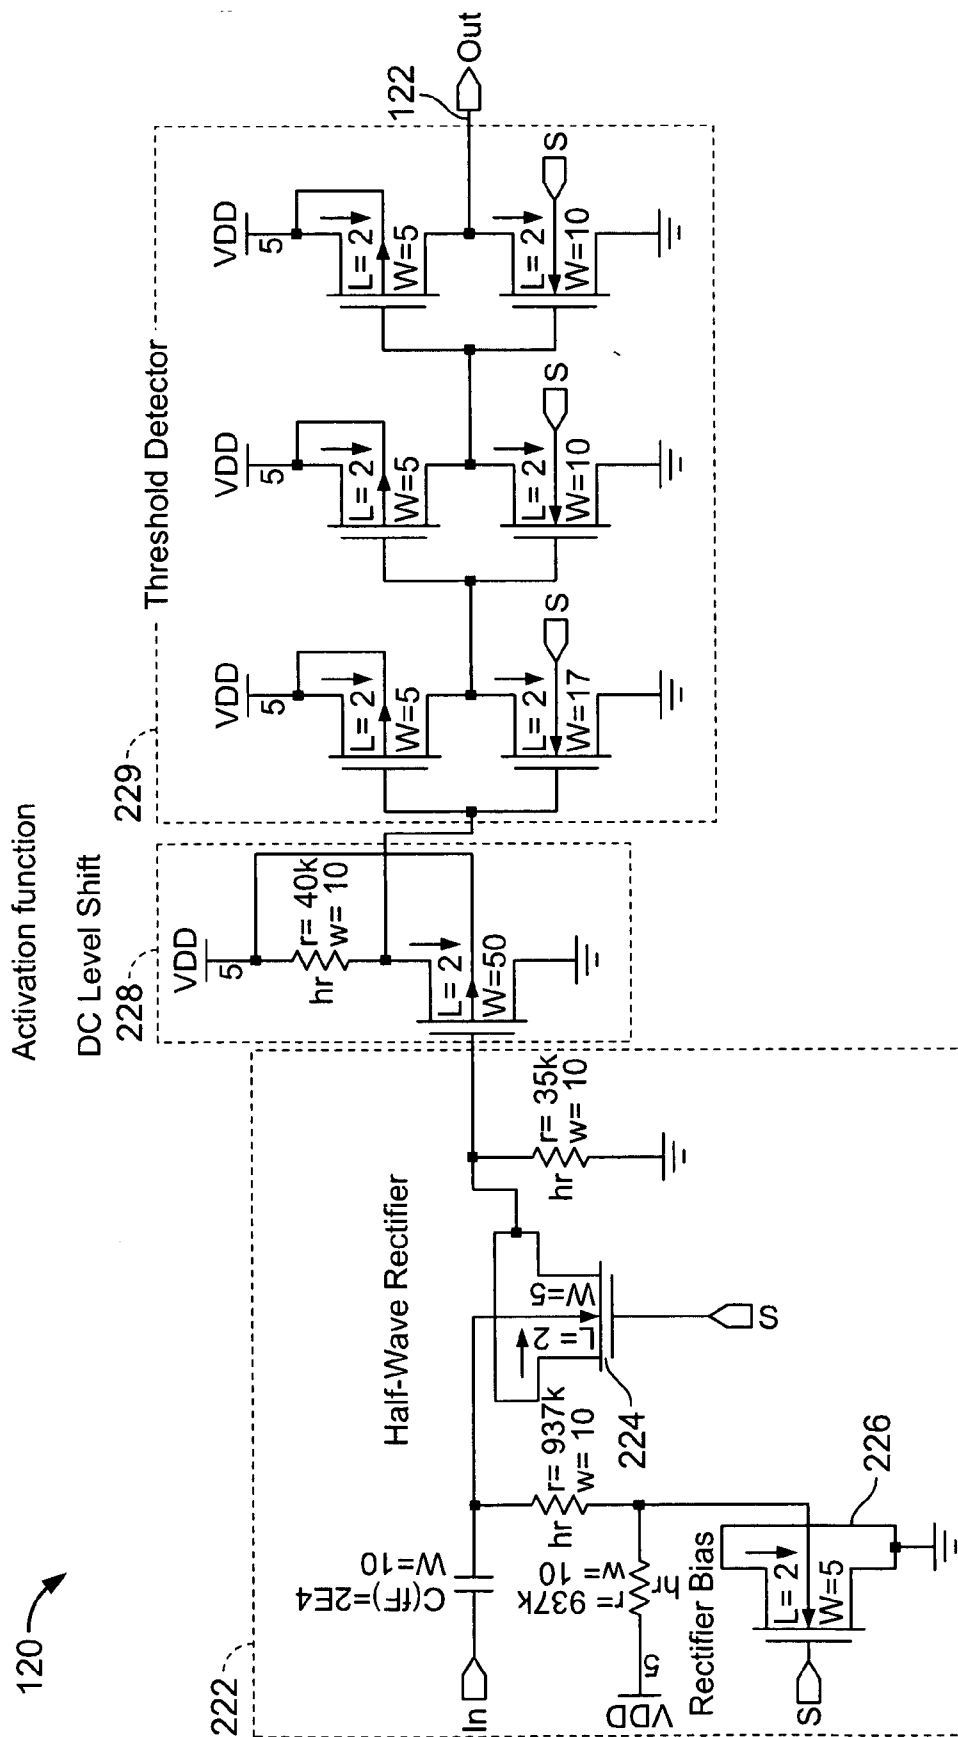 120
Activation function
222
Half-Wave Rectifier
In
C(fF)=2E4
W=10
hr
r= 937k
w= 10
VDD
5
hr
r= 937k
w= 10
Rectifier Bias
S
L= 2
W=5
226
224
L= 2
W=5
S
hr
r= 35k
w= 10
DC Level Shift
228
VDD
5
hr
r= 40k
w= 10
L= 2
W=50
229
Threshold Detector
VDD
5
L= 2
W=5
L= 2
W=17
S
VDD
5
L= 2
W=5
L= 2
W=10
S
VDD
5
L= 2
W=5
L= 2
W=10
S
122
Out